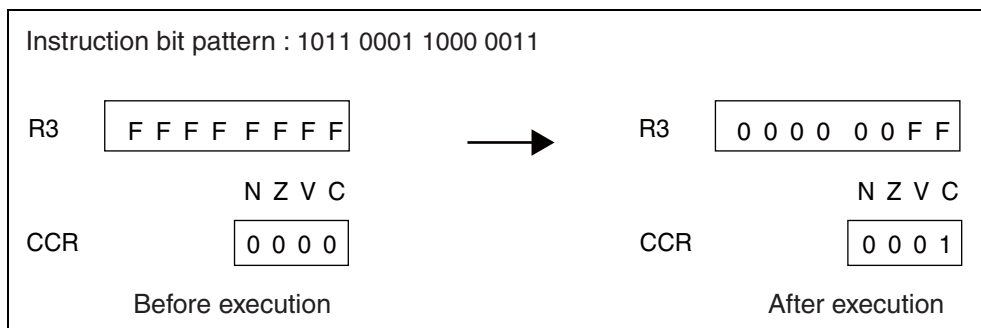 Instruction bit pattern : 1011 0001 1000 0011
R3 F F F F F F F F R3 0 0 0 0 0 0 F F
N Z V C N Z V C
CCR 0 0 0 0 CCR 0 0 0 1
Before execution After execution